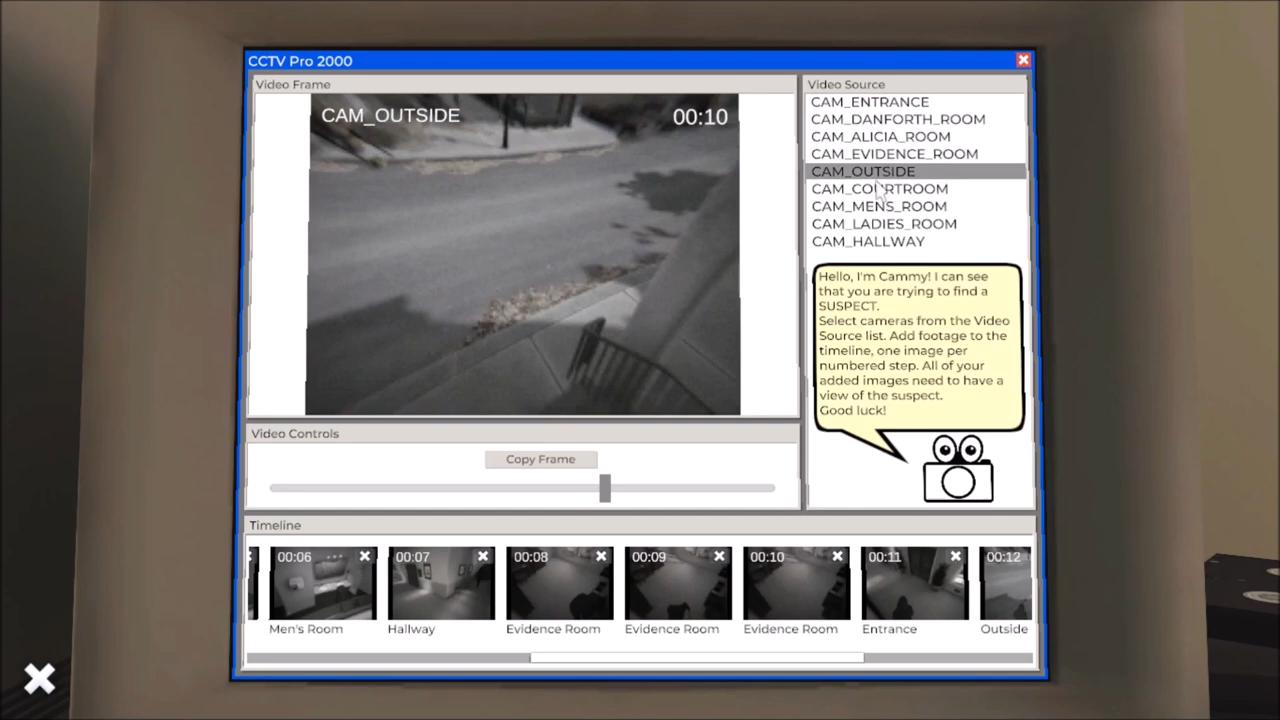 CCTV Pro 2000
Video Frame
CAM_OUTSIDE
00:10
Video Source
CAM_ENTRANCE
CAM_DANFORTH_ROOM
CAM_ALICIA_ROOM
CAM_EVIDENCE_ROOM
CAM_OUTSIDE
CAM_COURTROOM
CAM_MENS_ROOM
CAM_LADIES_ROOM
CAM_HALLWAY
Hello, I'm Cammy! I can see
that you are trying to find a
SUSPECT.
Select cameras from the Video
Source list. Add footage to the
timeline, one image per
numbered step. All of your
added images need to have a
view of the suspect.
Good luck!
Video Controls
Copy Frame
Timeline
00:06
00:07
00:08
00:09
00:10
00:11
00:12
Men's Room
Hallway
Evidence Room
Evidence Room
Evidence Room
Entrance
Outside